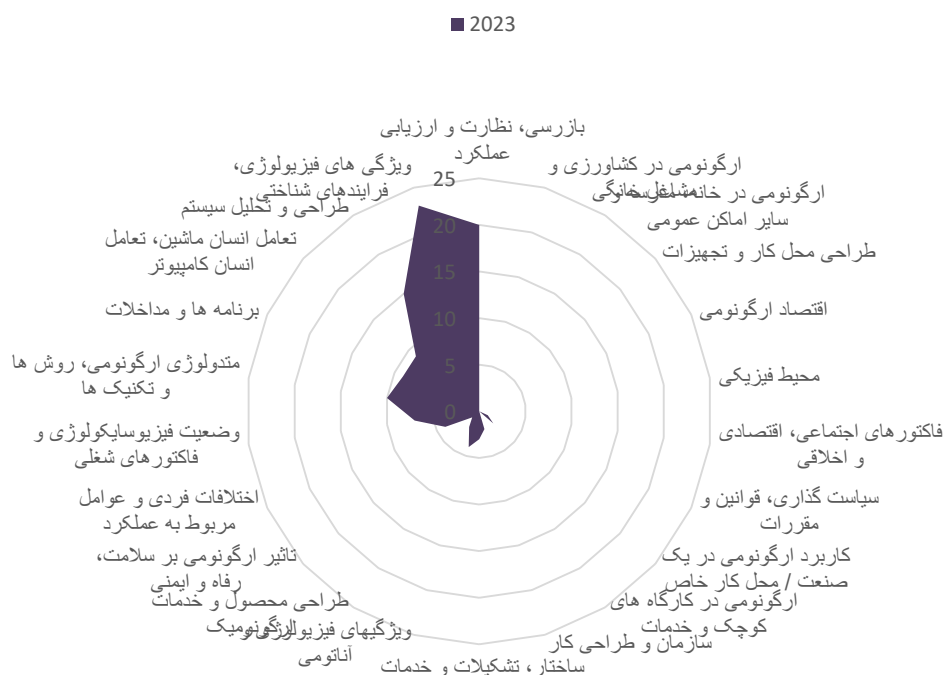 2023
بازرسی، نظارت و ارزیابی
عملکرد
ارگونومی در کشاورزی و
مشاغل خانگی
ارگونومی در خانه، مدرسه و
سایر اماکن عمومی
طراحی محل کار و تجهیزات
اقتصاد ارگونومی
محیط فیزیکی
فاکتورهای اجتماعی، اقتصادی
و اخلاقی
سیاست گذاری، قوانین و
مقررات
کاربرد ارگونومی در یک
صنعت / محل کار خاص
ارگونومی در کارگاه های
کوچک و خدمات
سازمان و طراحی کار
ساختار، تشکیلات و خدمات
ویژگیهای فیزیولوژی و
آناتومی
طراحی محصول و خدمات
ارگونومیک
تاثیر ارگونومی بر سلامت،
رفاه و ایمنی
اختلافات فردی و عوامل
مربوط به عملکرد
وضعیت فیزیوسایکولوژی و
فاکتورهای شغلی
متدولوژی ارگونومی، روش ها
و تکنیک ها
برنامه ها و مداخلات
تعامل انسان ماشین، تعامل
انسان کامپیوتر
طراحی و تحلیل سیستم
ویژگی های فیزیولوژی،
فرایندهای شناختی
25
20
15
10
5
0